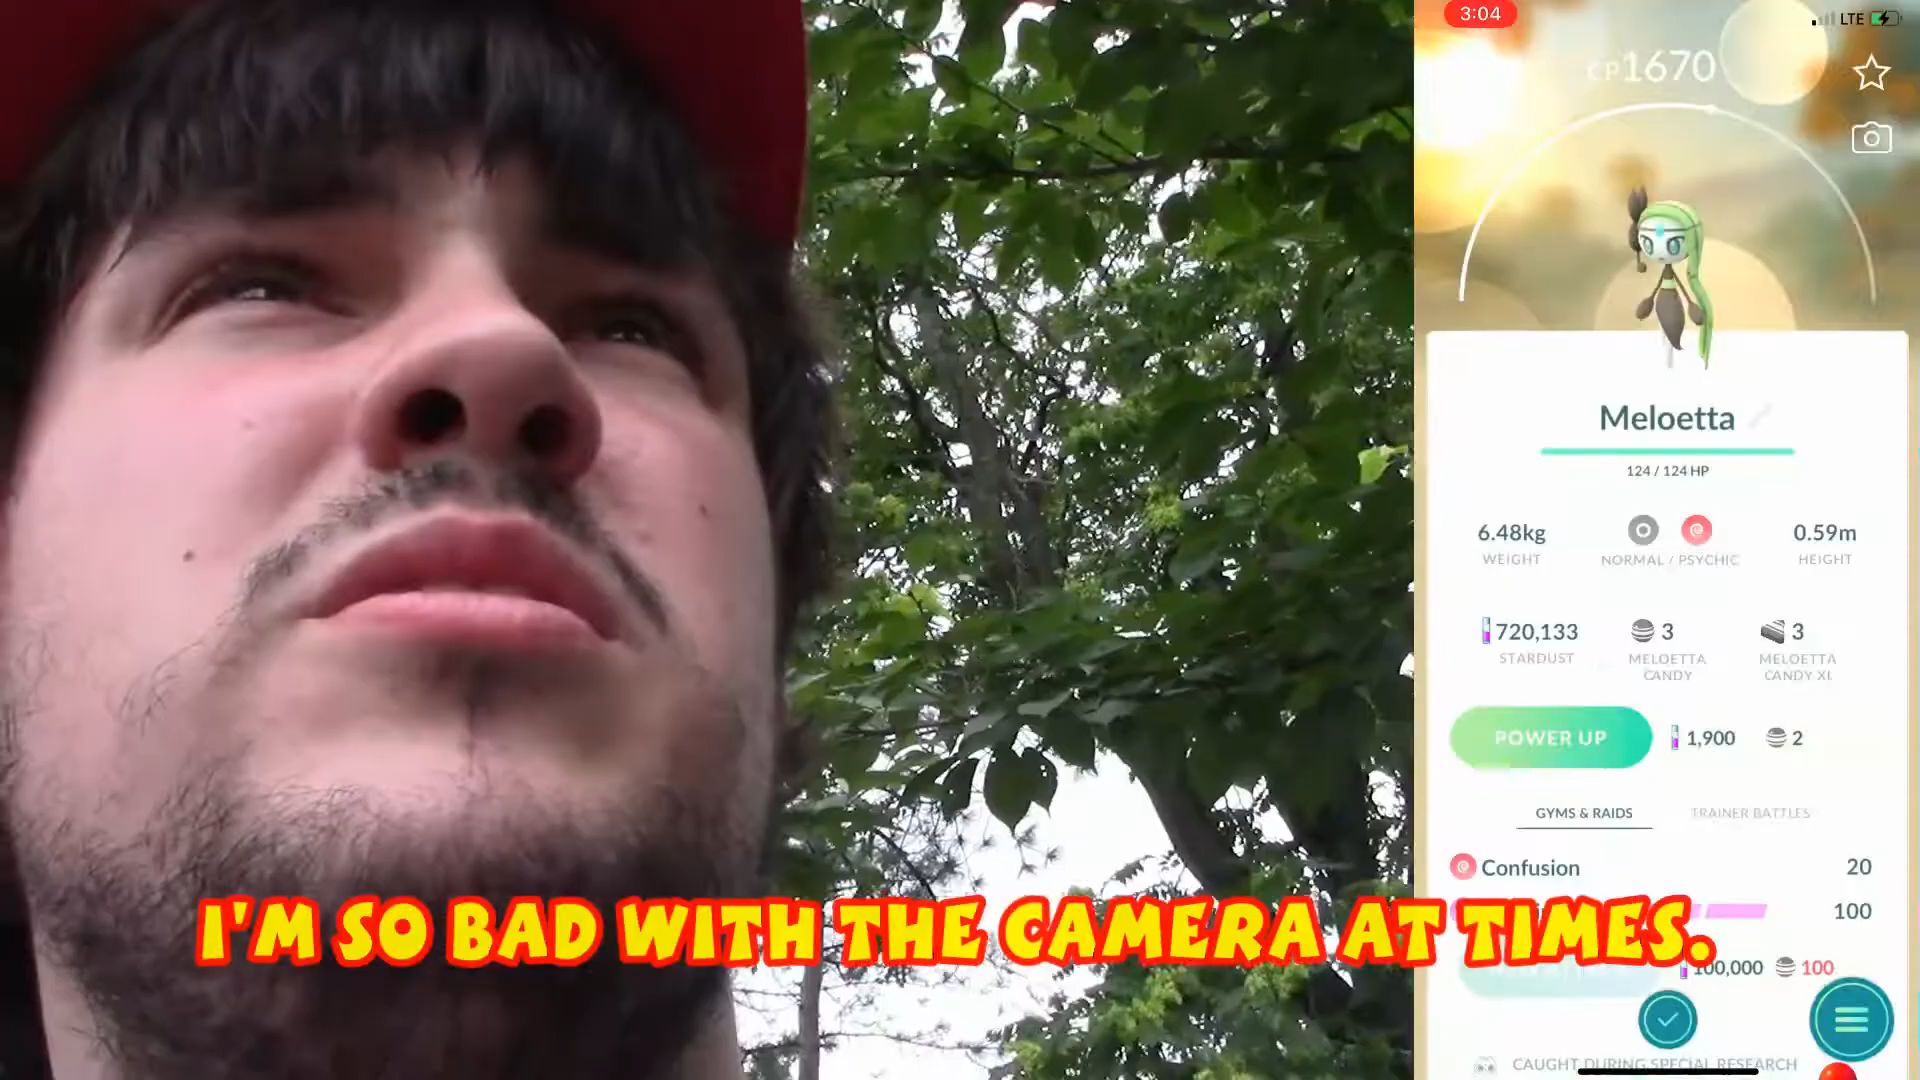 3:04
LTE
CP1670
Meloetta
124 / 124 HP
6.48kg
WEIGHT
NORMAL / PSYCHIC
0.59m
HEIGHT
720,133
STARDUST
3
MELOETTA
CANDY
3
MELOETTA
CANDY XL
POWER UP
1,900
2
GYMS & RAIDS
TRAINER BATTLES
Confusion
20
100
I'M SO BAD WITH THE CAMERA AT TIMES.
100,000
100
CAUGHT DURING SPECIAL RESEARCH